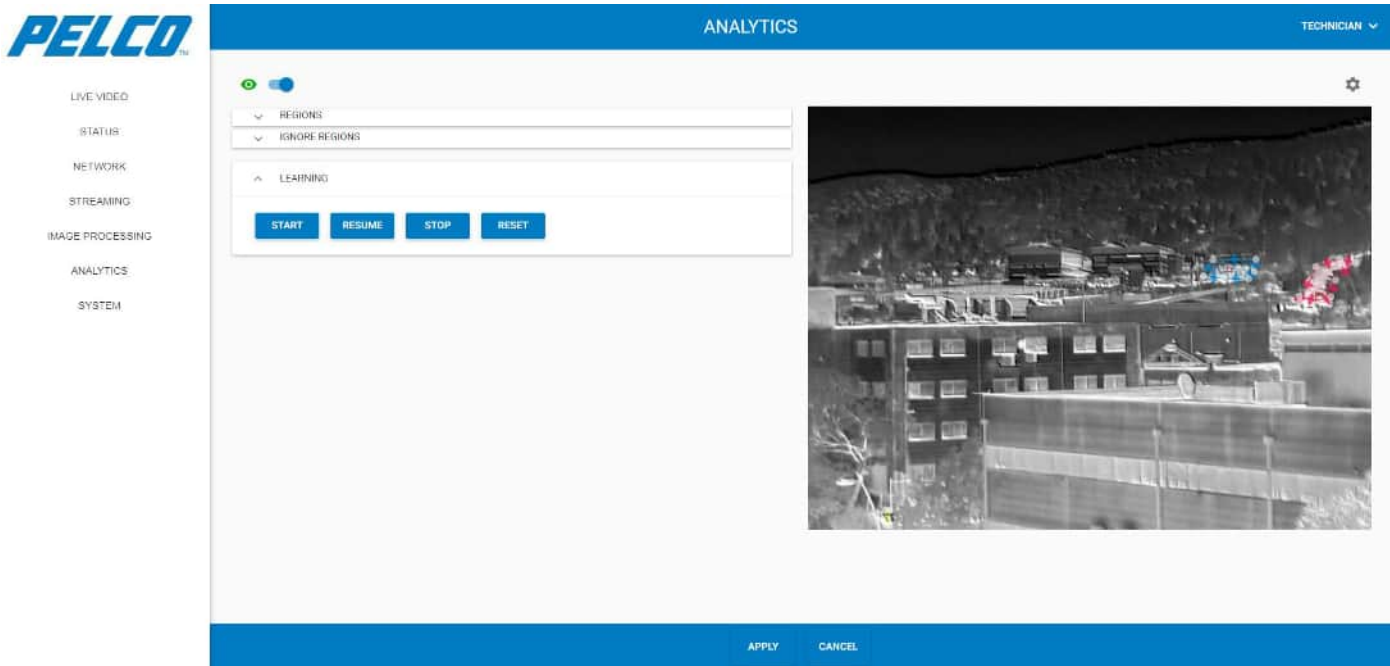 PELCO TM
ANALYTICS
TECHNICIAN
LIVE VIDEO
STATUS
NETWORK
STREAMING
IMAGE PROCESSING
ANALYTICS
SYSTEM
REGIONS
IGNORE REGIONS
LEARNING
START RESUME STOP RESET
APPLY CANCEL